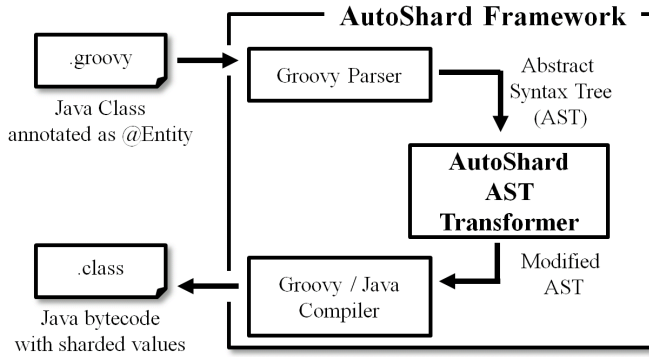 AutoShard Framework
.groovy
Java Class
annotated as @Entity
Groovy Parser
Abstract
Syntax Tree
(AST)
AutoShard
AST
Transformer
Modified
AST
Groovy / Java
Compiler
.class
Java bytecode
with sharded values